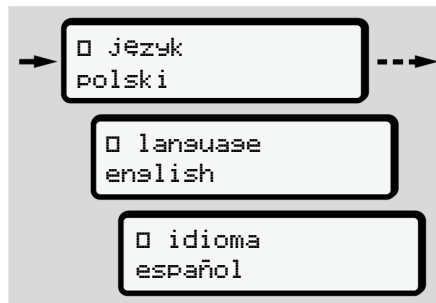 □ język
polski
□ language
english
□ idioma
español